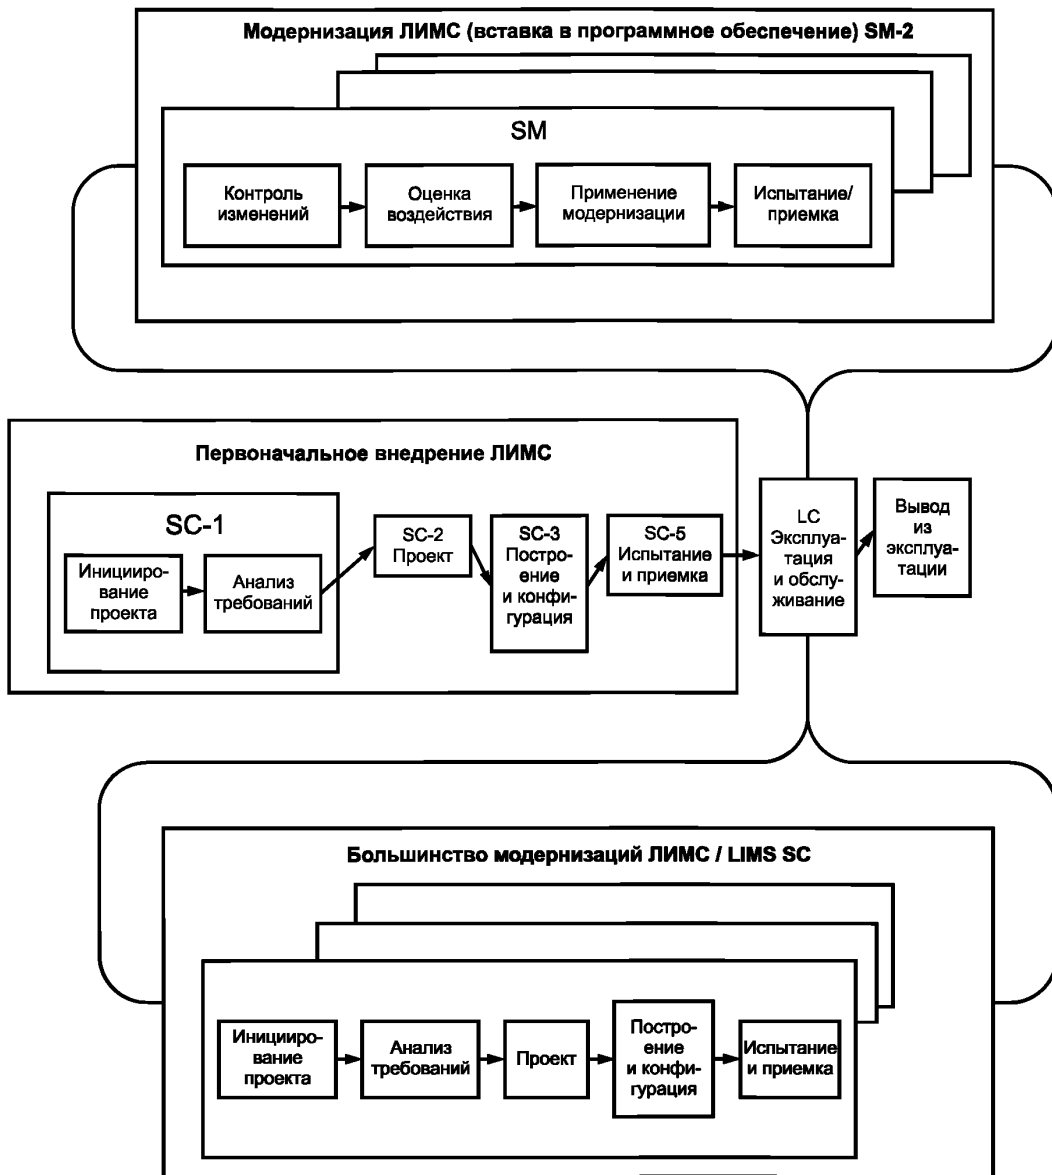 Модернизация ЛИМС (вставка в программное обеспечение) SM-2
SM
Контроль
изменений
Оценка
воздействия
Применение
модернизации
Испытание/
приемка
Первоначальное внедрение ЛИМС
SC-1
Иницииро-
вание
проекта
Анализ
требований
SC-2
Проект
SC-3
Построе-
ние
и конфи-
гурация
SC-5
Испытание
и приемка
LC
Эксплуа-
тация
и обслу-
живание
Вывод
из
эксплуа-
тации
Большинство модернизаций ЛИМС / LIMS SC
Иницииро-
вание
проекта
Анализ
требований
Проект
Постро-
ение
и конфи-
гурация
Испытание
и приемка